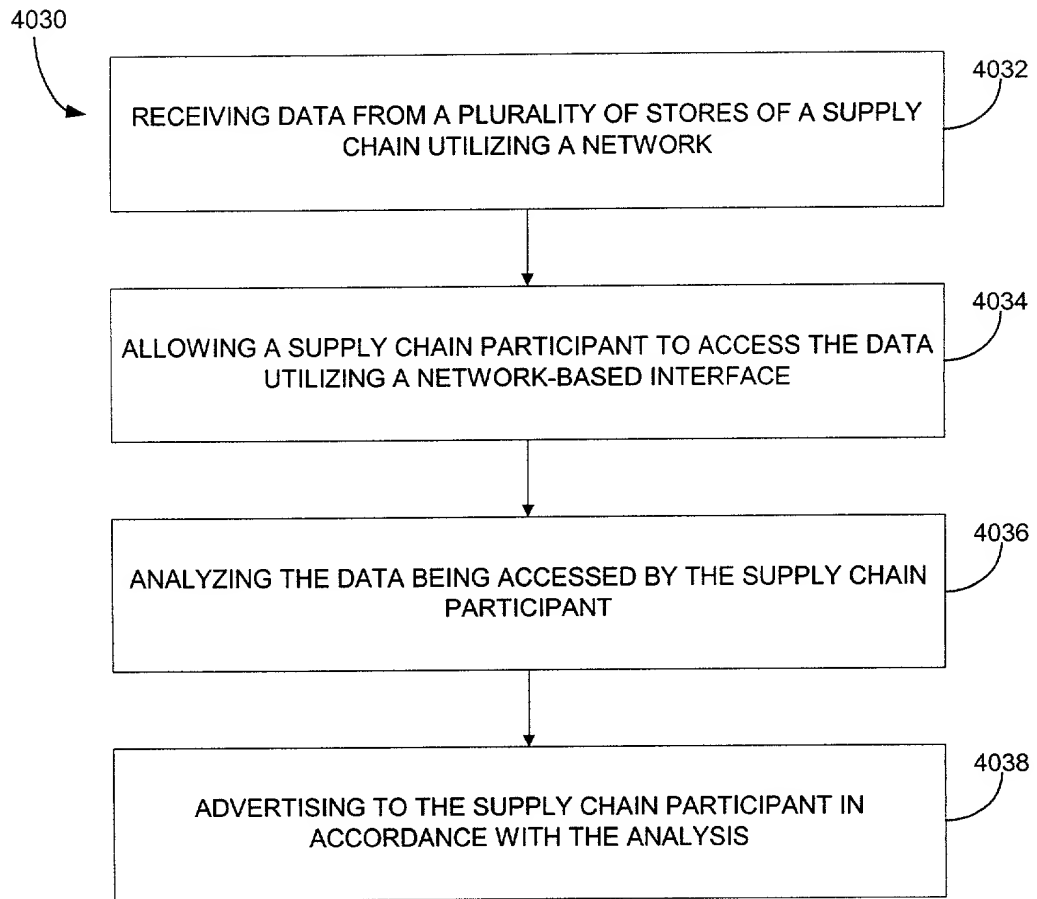 4030
4032
RECEIVING DATA FROM A PLURALITY OF STORES OF A SUPPLY
CHAIN UTILIZING A NETWORK
4034
ALLOWING A SUPPLY CHAIN PARTICIPANT TO ACCESS THE DATA
UTILIZING A NETWORK-BASED INTERFACE
4036
ANALYZING THE DATA BEING ACCESSED BY THE SUPPLY CHAIN
PARTICIPANT
4038
ADVERTISING TO THE SUPPLY CHAIN PARTICIPANT IN
ACCORDANCE WITH THE ANALYSIS